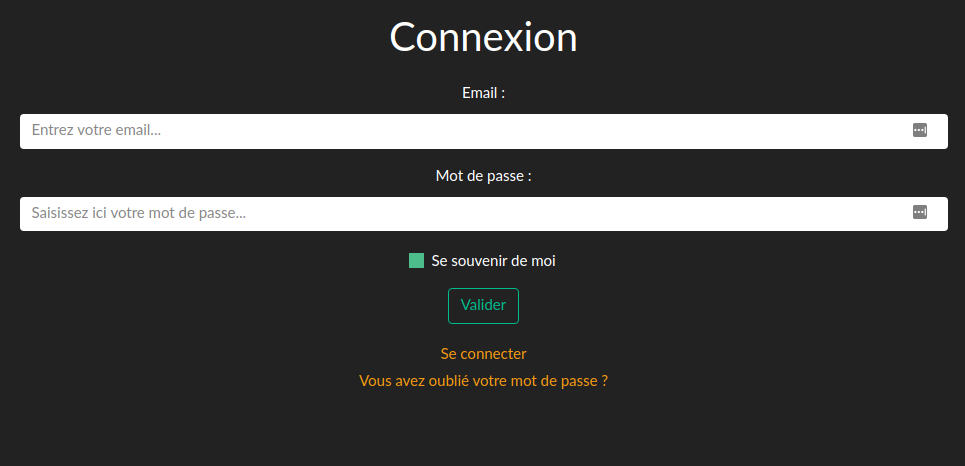 Connexion
Email :
Entrez votre email...
Mot de passe :
Saisissez ici votre mot de passe...
Se souvenir de moi
Valider
Se connecter
Vous avez oublié votre mot de passe ?